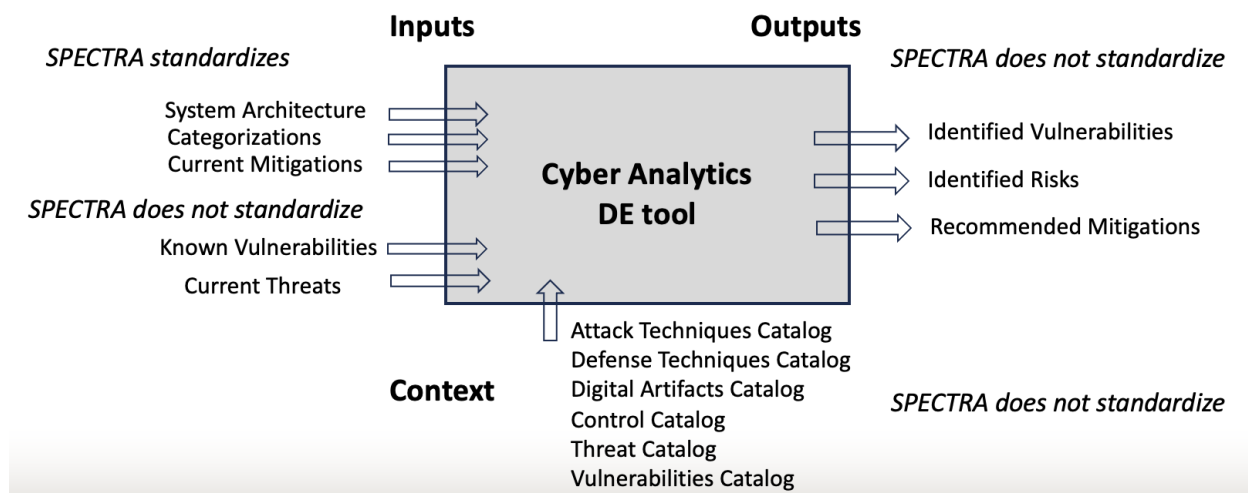 Inputs
Outputs
SPECTRA standardizes
SPECTRA does not standardize
System Architecture
Categorizations
Current Mitigations
SPECTRA does not standardize
Known Vulnerabilities
Current Threats
Cyber Analytics
DE tool
Identified Vulnerabilities
Identified Risks
Recommended Mitigations
Context
Attack Techniques Catalog
Defense Techniques Catalog
Digital Artifacts Catalog
Control Catalog
Threat Catalog
Vulnerabilities Catalog
SPECTRA does not standardize